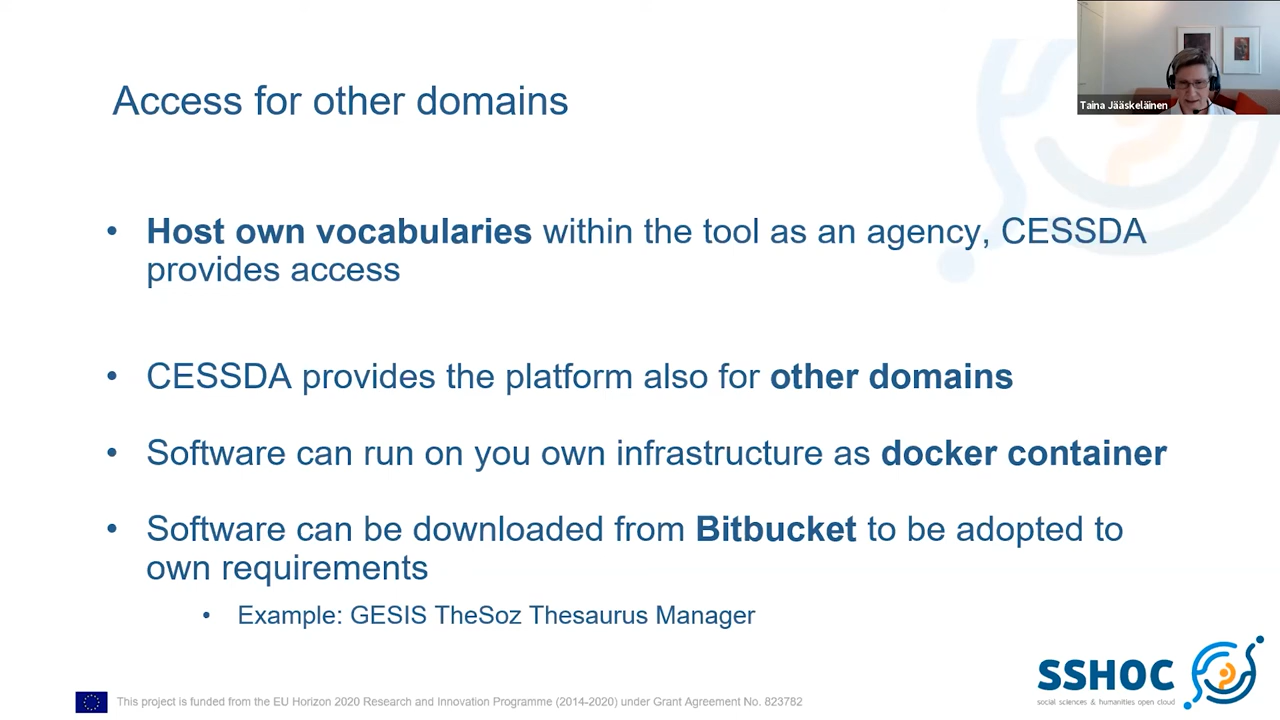 Access for other domains
Taina Jääskeläinen
• Host own vocabularies within the tool as an agency, CESSDA
provides access
• CESSDA provides the platform also for other domains
• Software can run on you own infrastructure as docker container
• Software can be downloaded from Bitbucket to be adopted to
own requirements
• Example: GESIS TheSoz Thesaurus Manager
SSHOC
social sciences & humanities open cloud
This project is funded from the EU Horizon 2020 Research and Innovation Programme (2014-2020) under Grant Agreement No. 823782